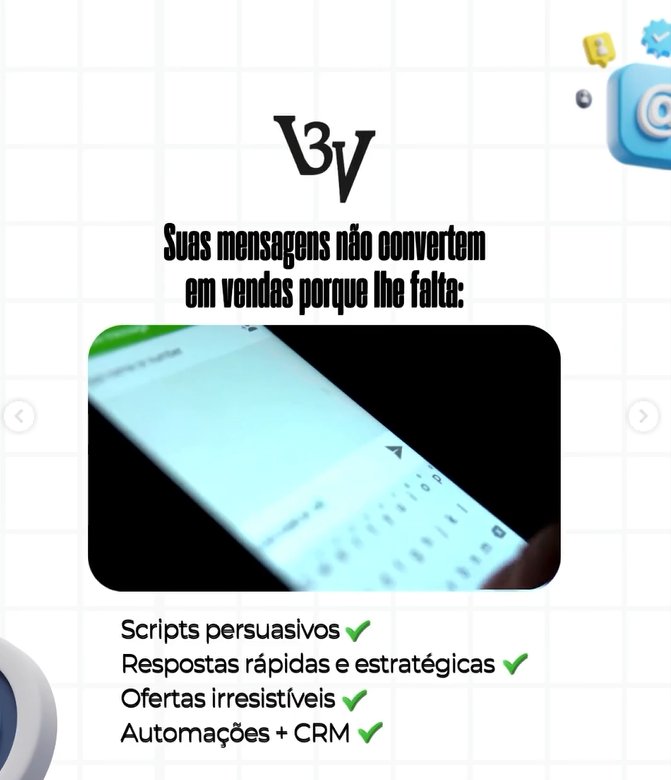 V3V
Suas mensagens não convertem
em vendas porque lhe falta:
Scripts persuasivos ✔
Respostas rápidas e estratégicas ✔
Ofertas irresistíveis ✔
Automações + CRM ✔
@